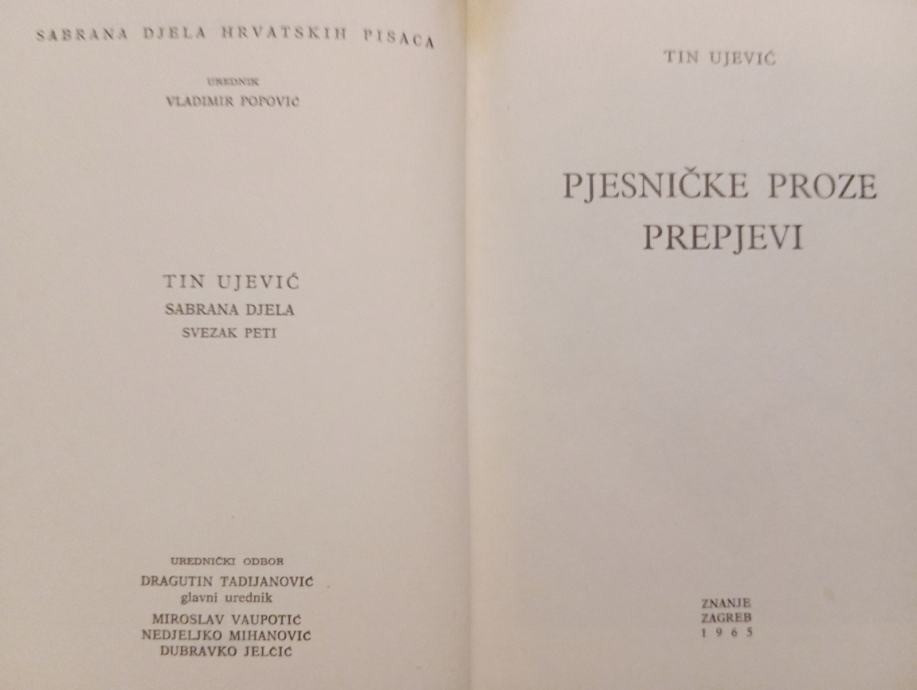 SABRANA DJELA HRVATSKIH PISACA
UREDNIK
VLADIMIR POPOVIĆ
TIN UJEVIĆ
SABRANA DJELA
SVEZAK PETI
UREDNIČKI ODBOR
DRAGUTIN TADIJANOVIĆ
glavni urednik
MIROSLAV VAUPOTIĆ
NEDJELJKO MIHANOVIĆ
DUBRAVKO JELČIĆ
TIN UJEVIĆ
PJESNIČKE PROZE
PREPJEVI
ZNANJE
ZAGREB
1965